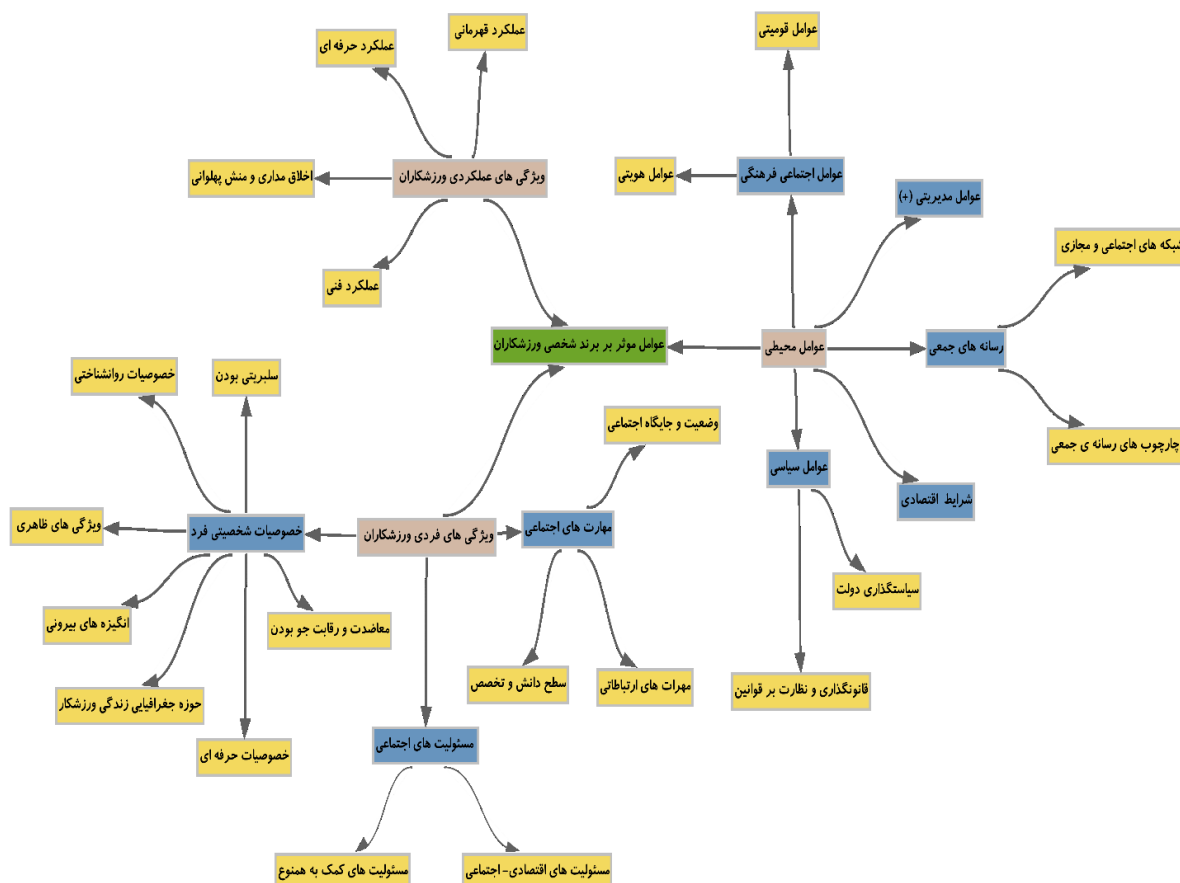 عملکرد قهرمانی
عملکرد حرفه ای
عوامل قومیتی
ویژگی های عملکردی ورزشکاران
اخلاق مداری و منش پهلوانی
عوامل اجتماعی فرهنگی
عوامل هویتی
عوامل مدیریتی (+)
شبکه های اجتماعی و مجازی
عملکرد فنی
عوامل موثر بر برند شخصی ورزشکاران
عوامل محیطی
رسانه های جمعی
خصوصیات روانشناختی
سلبریتی بودن
وضعیت و جایگاه اجتماعی
چارچوب های رسانه ی جمعی
عوامل سیاسی
شرایط اقتصادی
ویژگی های ظاهری
خصوصیات شخصیتی فرد
ویژگی های فردی ورزشکاران
مهارت های اجتماعی
سیاستگذاری دولت
انگیزه های بیرونی
معاضدت و رقابت جو بودن
سطح دانش و تخصص
مهرات های ارتباطاتی
قانونگذاری و نظارت بر قوانین
حوزه جغرافیایی زندگی ورزشکار
خصوصیات حرفه ای
مسئولیت های اجتماعی
مسئولیت های کمک به همنوع
مسئولیت های اقتصادی- اجتماعی